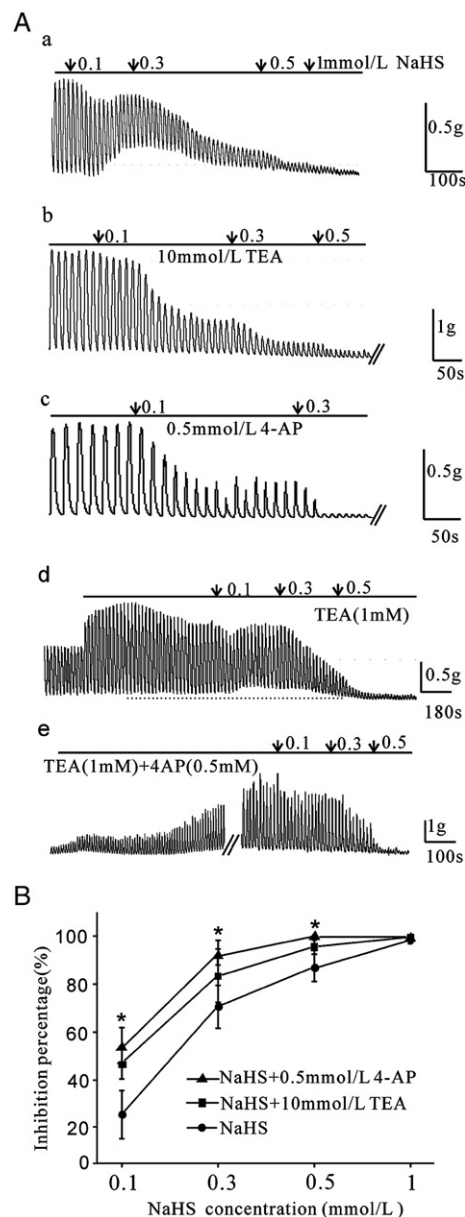 A
a
0.1 0.3 0.5 1mmol/L NaHS
0.5g
100s
b
0.1 0.3 0.5
10mmol/L TEA
1g
50s
c
0.1 0.3
0.5mmol/L 4-AP
0.5g
50s
d
0.1 0.3 0.5
TEA(1mM)
0.5g
180s
e
0.1 0.3 0.5
TEA(1mM)+4AP(0.5mM)
1g
100s
B
Inhibition percentage(%)
100
80
60
40
20
0
* * *
NaHS+0.5mmol/L 4-AP
NaHS+10mmol/L TEA
NaHS
0.1 0.3 0.5 1
NaHS concentration (mmol/L)